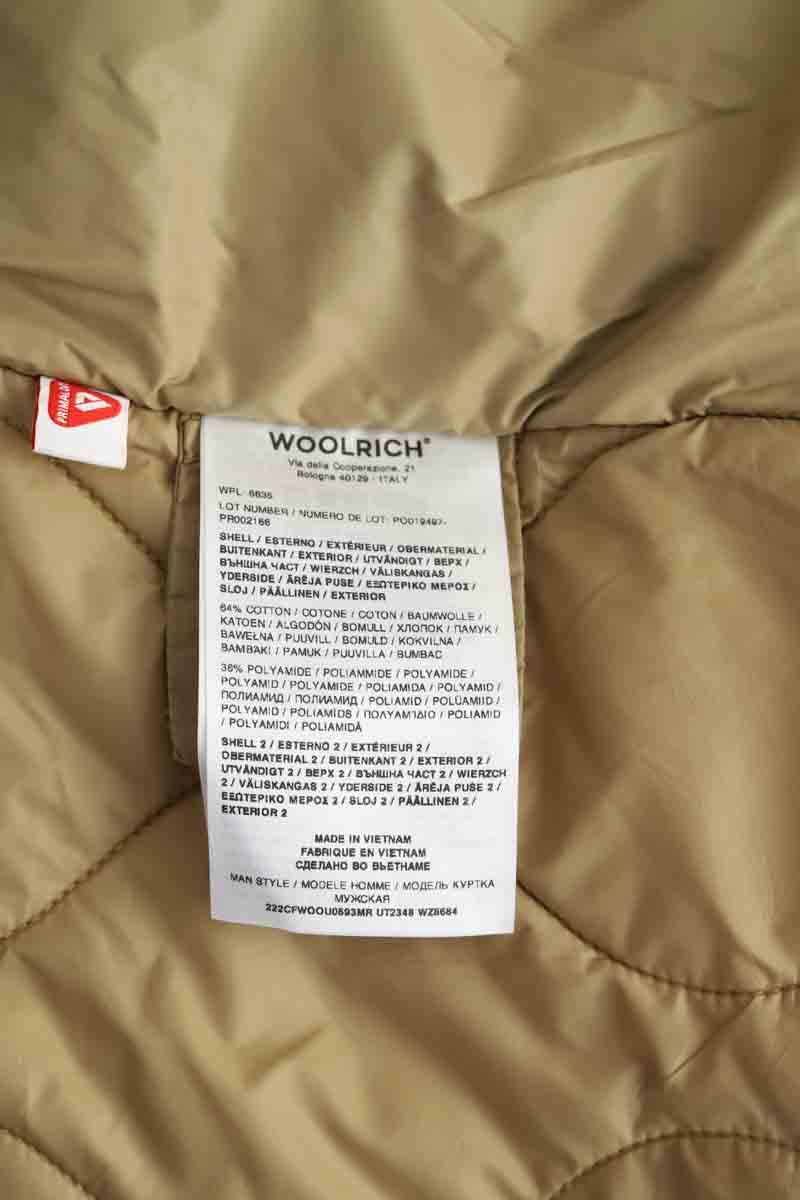 PRIMALOFT
WOOLRICH®
Via della Cooperazione, 21
Bologna 40129 - ITALY
WPL 6635
LOT NUMBER / NUMERO DE LOT: PO019497-
PR002166
SHELL / ESTERNO / EXTÉRIEUR / OBERMATERIAL /
BUITENKANT / EXTERIOR / UTVÄNDIGT / ВЕРХ /
ВЪНШНА ЧАСТ / WIERZCH / VÄLISKANGAS /
YDERSIDE / ĀRĒJA PUSE / ΕΞΩΤΕΡΙΚΟ ΜΕΡΟΣ /
SLOJ / PÄÄLLINEN / EXTERIOR
64% COTTON / COTONE / COTON / BAUMWOLLE /
KATOEN / ALGODÓN / BOMULL / ХЛОПОК / ПАМУК /
BAWEŁNA / PUUVILL / BOMULD / KOKVILNA /
ΒΑΜΒΑΚΙ / PAMUK / PUUVILLA / BUMBAC
36% POLYAMIDE / POLIAMMIDE / POLYAMIDE /
POLYAMID / POLYAMIDE / POLIAMIDA / POLYAMID /
ПОЛИАМИД / ПОЛИАМИД / POLIAMID / POLÜAMIID /
POLYAMID / POLIAMĪDS / ΠΟΛΥΑΜΊΔΙΟ / POLIAMID
/ POLYAMIDI / POLIAMIDĂ
SHELL 2 / ESTERNO 2 / EXTÉRIEUR 2 /
OBERMATERIAL 2 / BUITENKANT 2 / EXTERIOR 2 /
UTVÄNDIGT 2 / ВЕРХ 2 / ВЪНШНА ЧАСТ 2 / WIERZCH
2 / VÄLISKANGAS 2 / YDERSIDE 2 / ĀRĒJA PUSE 2 /
ΕΞΩΤΕΡΙΚΟ ΜΕΡΟΣ 2 / SLOJ 2 / PÄÄLLINEN 2 /
EXTERIOR 2
MADE IN VIETNAM
FABRIQUE EN VIETNAM
СДЕЛАНО ВО ВЬЕТНАМЕ
MAN STYLE / MODELE HOMME / МОДЕЛЬ КУРТКА
МУЖСКАЯ
222CFWOOU0593MR UT2348 WZ8684